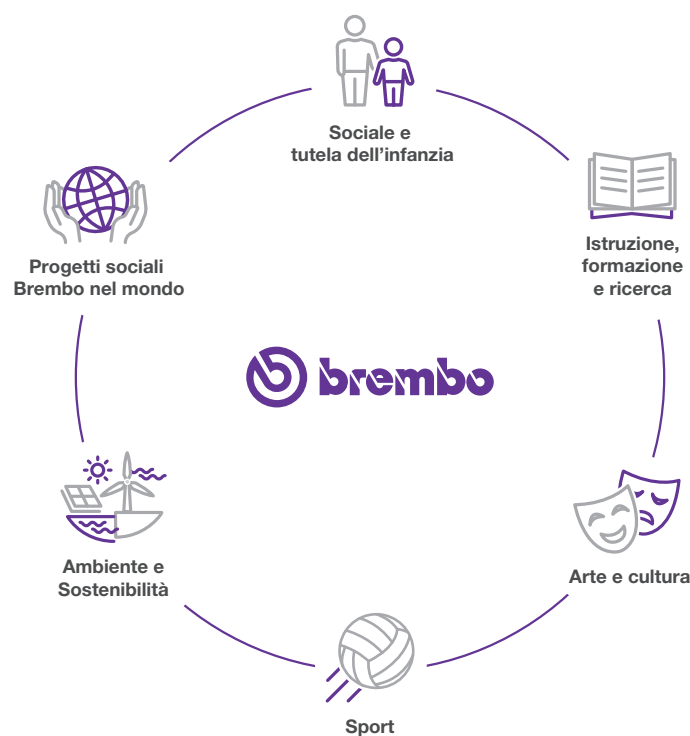 Sociale e
tutela dell'infanzia
Istruzione,
formazione
e ricerca
Progetti sociali
Brembo nel mondo
brembo
Arte e cultura
Ambiente e
Sostenibilità
Sport